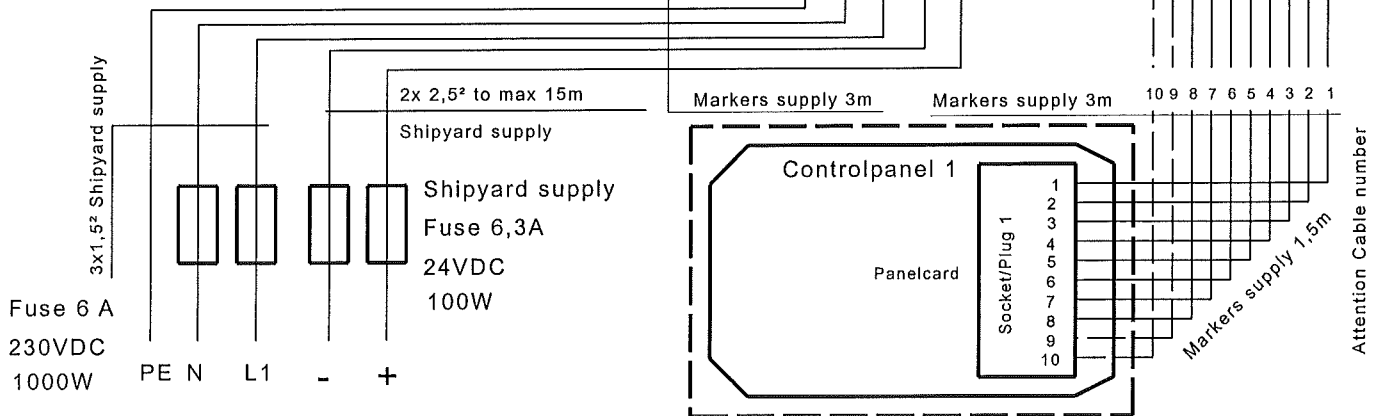 3x1,5² Shipyard supply
2x 2,5² to max 15m
Shipyard supply
Shipyard supply
Fuse 6,3A
24VDC
100W
Fuse 6 A
230VDC
1000W
PE N L1 - +
Markers supply 3m
Markers supply 3m
10 9 8 7 6 5 4 3 2 1
Controlpanel 1
Panelcard
Socket/Plug 1
1
2
3
4
5
6
7
8
9
10
Markers supply 1,5m
Attention Cable number